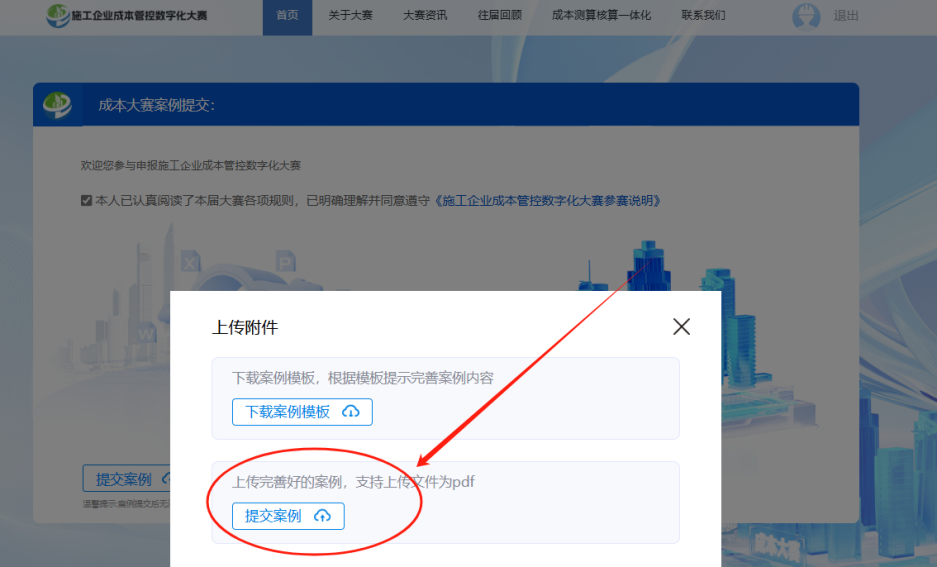 施工企业成本管控数字化大赛
首页 关于大赛 大赛资讯 往届回顾 成本测算核算一体化 联系我们 退出
成本大赛案例提交:
欢迎您参与申报施工企业成本管控数字化大赛
本人已认真阅读了本届大赛各项规则，已明确理解并同意遵守《施工企业成本管控数字化大赛参赛说明》
X
P
W
上传附件
下载案例模板，根据模板提示完善案例内容
下载案例模板
上传完善好的案例，支持上传文件为pdf
提交案例
提交案例
温馨提示:案例提交后无
成本大赛